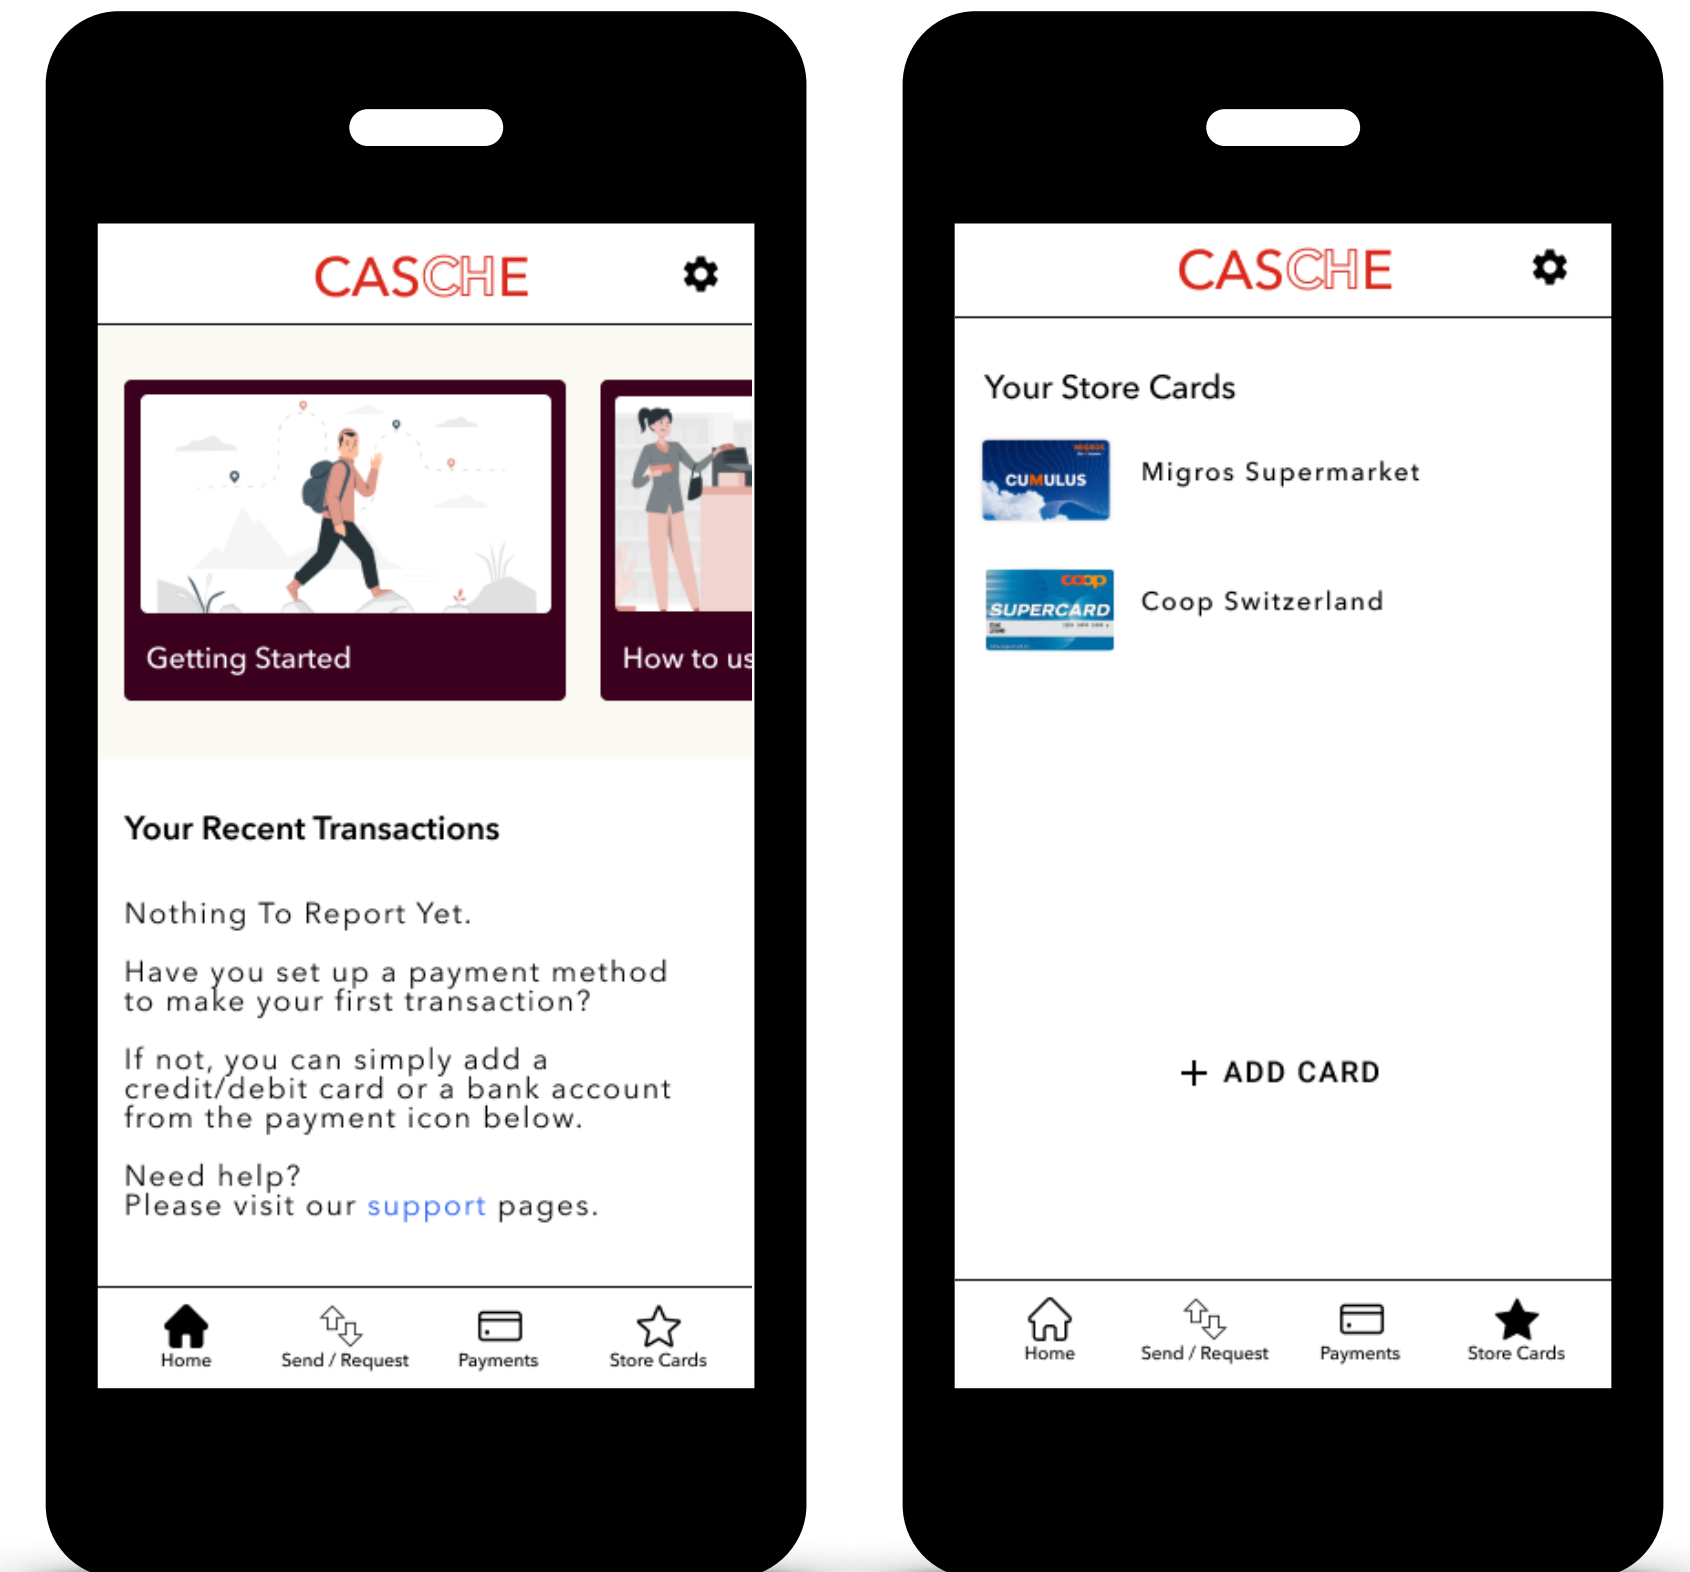 CASCHE
Getting Started
How to us
Your Recent Transactions
Nothing To Report Yet.
Have you set up a payment method
to make your first transaction?
If not, you can simply add a
credit/debit card or a bank account
from the payment icon below.
Need help?
Please visit our support pages.
Home
Send / Request
Payments
Store Cards
CASCHE
Your Store Cards
MIGROS
CUMULUS
Migros Supermarket
coop
SUPERCARD
Coop Switzerland
+ ADD CARD
Home
Send / Request
Payments
Store Cards